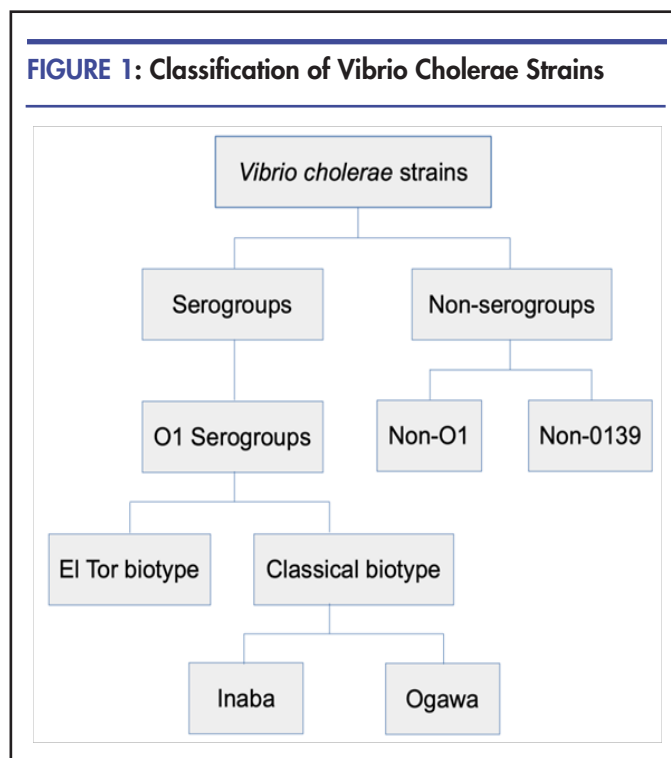 FIGURE 1: Classification of Vibrio Cholerae Strains
Vibrio cholerae strains
Serogroups
Non-serogroups
O1 Serogroups
Non-O1
Non-0139
El Tor biotype
Classical biotype
Inaba
Ogawa